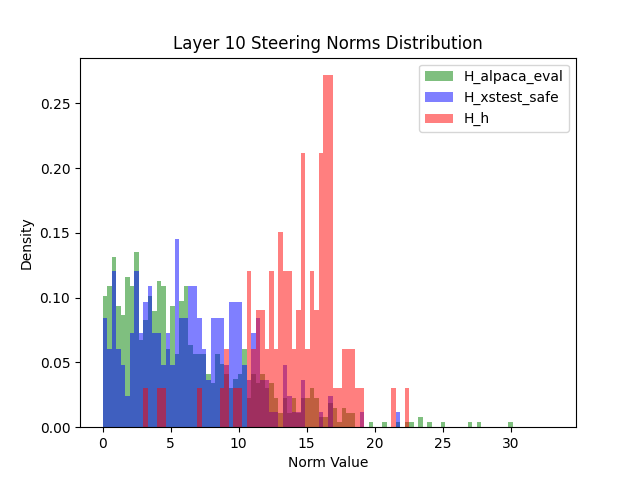 Layer 10 Steering Norms Distribution
H_alpaca_eval
H_xstest_safe
H_h
0.25
0.20
0.15
0.10
0.05
0.00
Density
0 5 10 15 20 25 30
Norm Value